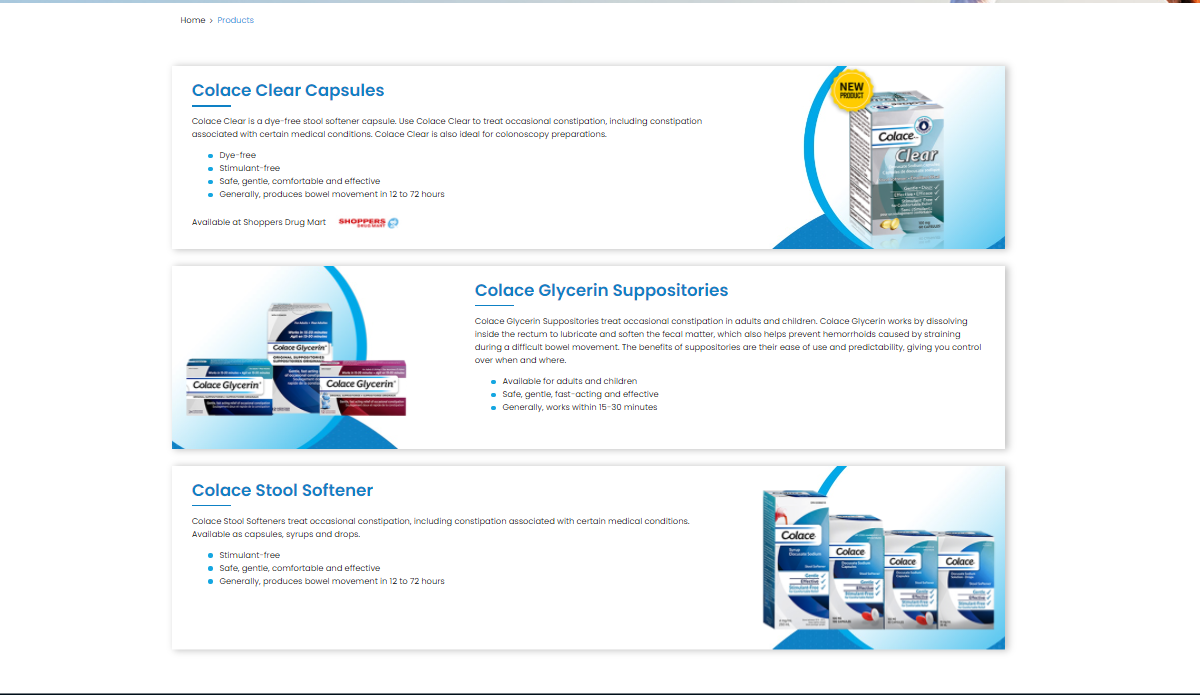 Home > Products
Colace Clear Capsules
Colace Clear is a dye-free stool softener capsule. Use Colace Clear to treat occasional constipation, including constipation
associated with certain medical conditions. Colace Clear is also ideal for colonoscopy preparations.
Dye-free
Stimulant-free
Safe, gentle, comfortable and effective
Generally, produces bowel movement in 12 to 72 hours
Available at Shoppers Drug Mart
SHOPPERS
DRUG MART
NEW
PRODUCT
Colace
Clear
Colace Glycerin
Colace Glycerin
Colace Glycerin
Colace Glycerin Suppositories
Colace Glycerin Suppositories treat occasional constipation in adults and children. Colace Glycerin works by dissolving
inside the rectum to lubricate and soften the fecal matter, which also helps prevent hemorrhoids caused by straining
during a difficult bowel movement. The benefits of suppositories are their ease of use and predictability, giving you control
over when and where.
Available for adults and children
Safe, gentle, fast-acting and effective
Generally, works within 15-30 minutes
Colace Stool Softener
Colace Stool Softeners treat occasional constipation, including constipation associated with certain medical conditions.
Available as capsules, syrups and drops.
Stimulant-free
Safe, gentle, comfortable and effective
Generally, produces bowel movement in 12 to 72 hours
Colace
Colace
Colace
Colace